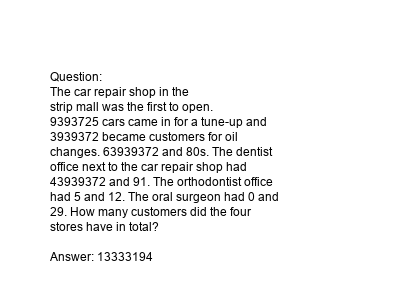 Question:
The car repair shop in the
strip mall was the first to open.
9393725 cars came in for a tune-up and
3939372 became customers for oil
changes. 63939372 and 80s. The dentist
office next to the car repair shop had
43939372 and 91. The orthodontist office
had 5 and 12. The oral surgeon had 0 and
29. How many customers did the four
stores have in total?
Answer: 13333194